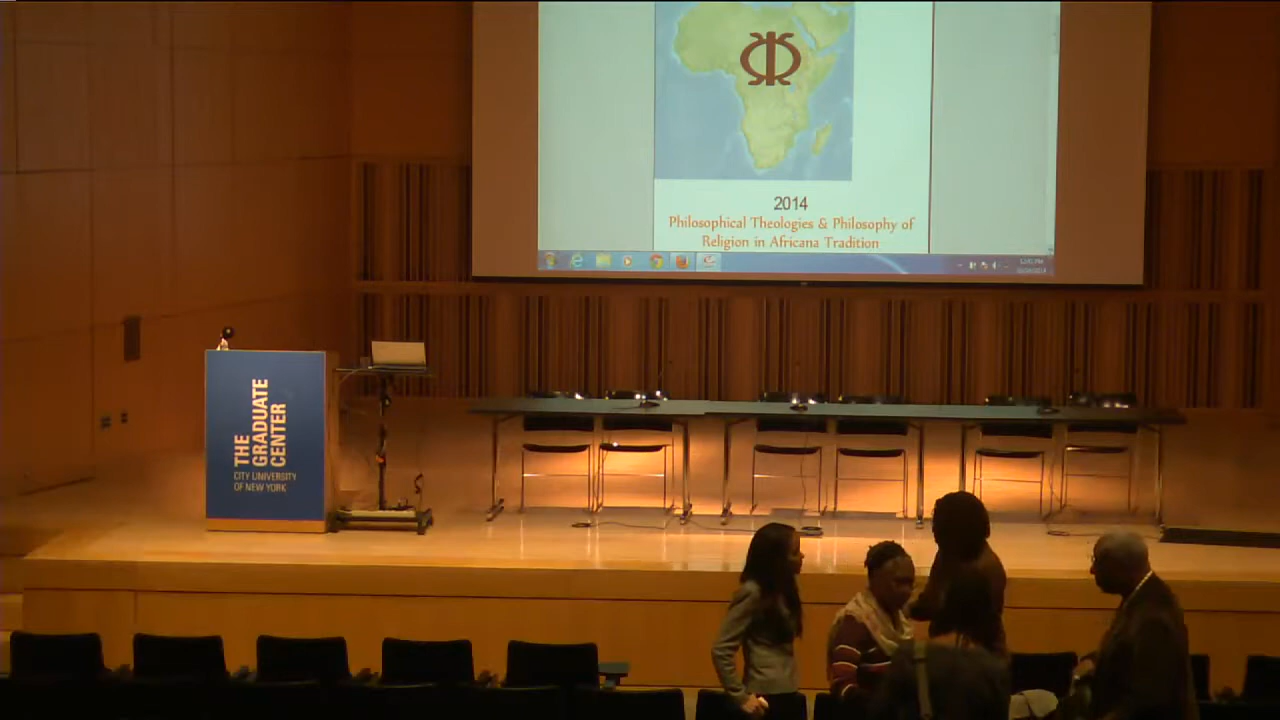 2014
Philosophical Theologies & Philosophy of
Religion in Africana Tradition
THE
GRADUATE
CENTER
CITY UNIVERSITY
OF NEW YORK